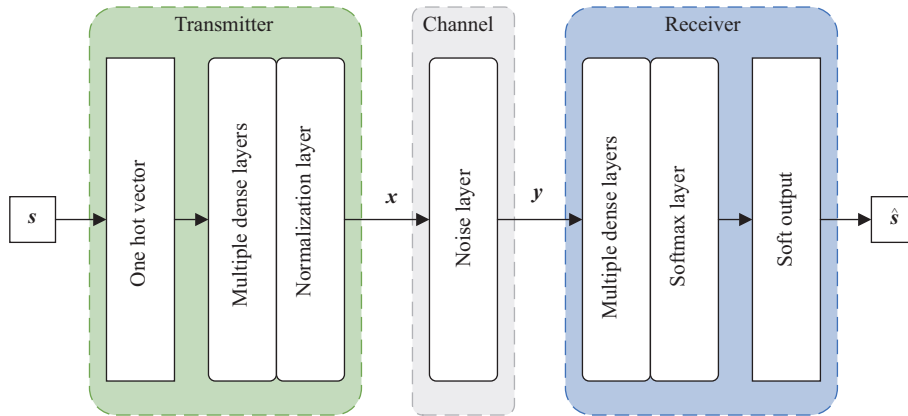 Transmitter
Channel
Receiver
s
One hot vector
Multiple dense layers
Normalization layer
x
Noise layer
y
Multiple dense layers
Softmax layer
Soft output
ŝ